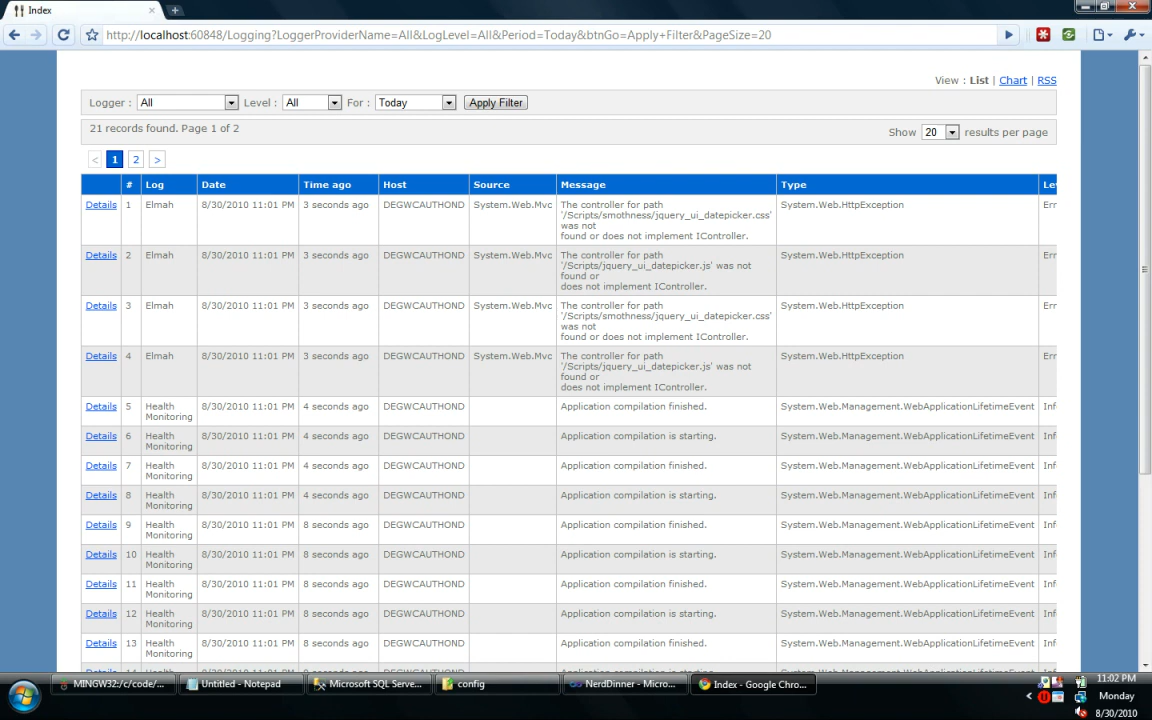 Index
http://localhost:60848/Logging?LoggerProviderName=All&LogLevel=All&Period=Today&btnGo=Apply+Filter&PageSize=20
View : List | Chart | RSS
Logger : All Level : All For : Today Apply Filter
21 records found. Page 1 of 2
Show 20 results per page
< 1 2 >
# Log Date Time ago Host Source Message Type Le
Details 1 Elmah 8/30/2010 11:01 PM 3 seconds ago DEGWCAUTHOND System.Web.Mvc The controller for path System.Web.HttpException Err
'/Scripts/smothness/jquery_ui_datepicker.css'
was not
found or does not implement IController.
Details 2 Elmah 8/30/2010 11:01 PM 3 seconds ago DEGWCAUTHOND System.Web.Mvc The controller for path System.Web.HttpException Err
'/Scripts/jquery_ui_datepicker.js' was not
found or
does not implement IController.
Details 3 Elmah 8/30/2010 11:01 PM 3 seconds ago DEGWCAUTHOND System.Web.Mvc The controller for path System.Web.HttpException Err
'/Scripts/smothness/jquery_ui_datepicker.css'
was not
found or does not implement IController.
Details 4 Elmah 8/30/2010 11:01 PM 3 seconds ago DEGWCAUTHOND System.Web.Mvc The controller for path System.Web.HttpException Err
'/Scripts/jquery_ui_datepicker.js' was not
found or
does not implement IController.
Details 5 Health 8/30/2010 11:01 PM 4 seconds ago DEGWCAUTHOND Application compilation finished. System.Web.Management.WebApplicationLifetimeEvent Inf
Monitoring
Details 6 Health 8/30/2010 11:01 PM 4 seconds ago DEGWCAUTHOND Application compilation is starting. System.Web.Management.WebApplicationLifetimeEvent Inf
Monitoring
Details 7 Health 8/30/2010 11:01 PM 4 seconds ago DEGWCAUTHOND Application compilation finished. System.Web.Management.WebApplicationLifetimeEvent Inf
Monitoring
Details 8 Health 8/30/2010 11:01 PM 4 seconds ago DEGWCAUTHOND Application compilation is starting. System.Web.Management.WebApplicationLifetimeEvent Inf
Monitoring
Details 9 Health 8/30/2010 11:01 PM 8 seconds ago DEGWCAUTHOND Application compilation finished. System.Web.Management.WebApplicationLifetimeEvent Inf
Monitoring
Details 10 Health 8/30/2010 11:01 PM 8 seconds ago DEGWCAUTHOND Application compilation is starting. System.Web.Management.WebApplicationLifetimeEvent Inf
Monitoring
Details 11 Health 8/30/2010 11:01 PM 8 seconds ago DEGWCAUTHOND Application compilation finished. System.Web.Management.WebApplicationLifetimeEvent Inf
Monitoring
Details 12 Health 8/30/2010 11:01 PM 8 seconds ago DEGWCAUTHOND Application compilation is starting. System.Web.Management.WebApplicationLifetimeEvent Inf
Monitoring
Details 13 Health 8/30/2010 11:01 PM 8 seconds ago DEGWCAUTHOND Application compilation finished. System.Web.Management.WebApplicationLifetimeEvent Inf
Monitoring
MINGW32:/c/code/... Untitled - Notepad Microsoft SQL Serve... config NerdDinner - Micro... Index - Google Chro...
11:02 PM
Monday
8/30/2010